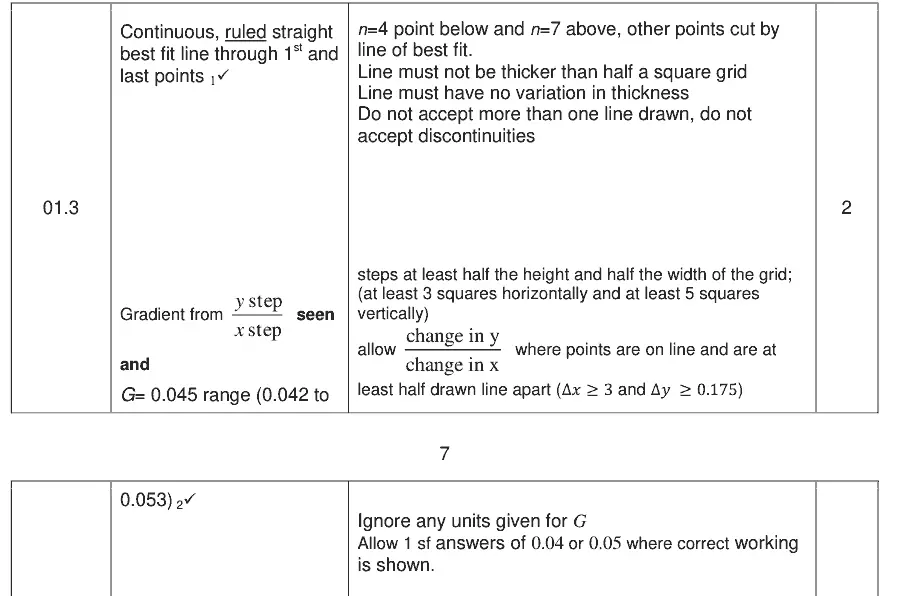 01.3
Continuous, ruled straight
best fit line through 1st and
last points 1✓
Gradient from y step / x step seen
and
G= 0.045 range (0.042 to
n=4 point below and n=7 above, other points cut by
line of best fit.
Line must not be thicker than half a square grid
Line must have no variation in thickness
Do not accept more than one line drawn, do not
accept discontinuities
steps at least half the height and half the width of the grid;
(at least 3 squares horizontally and at least 5 squares
vertically)
allow change in y / change in x where points are on line and are at
least half drawn line apart (Δx ≥ 3 and Δy ≥ 0.175)
2
7
0.053) 2✓
Ignore any units given for G
Allow 1 sf answers of 0.04 or 0.05 where correct working
is shown.